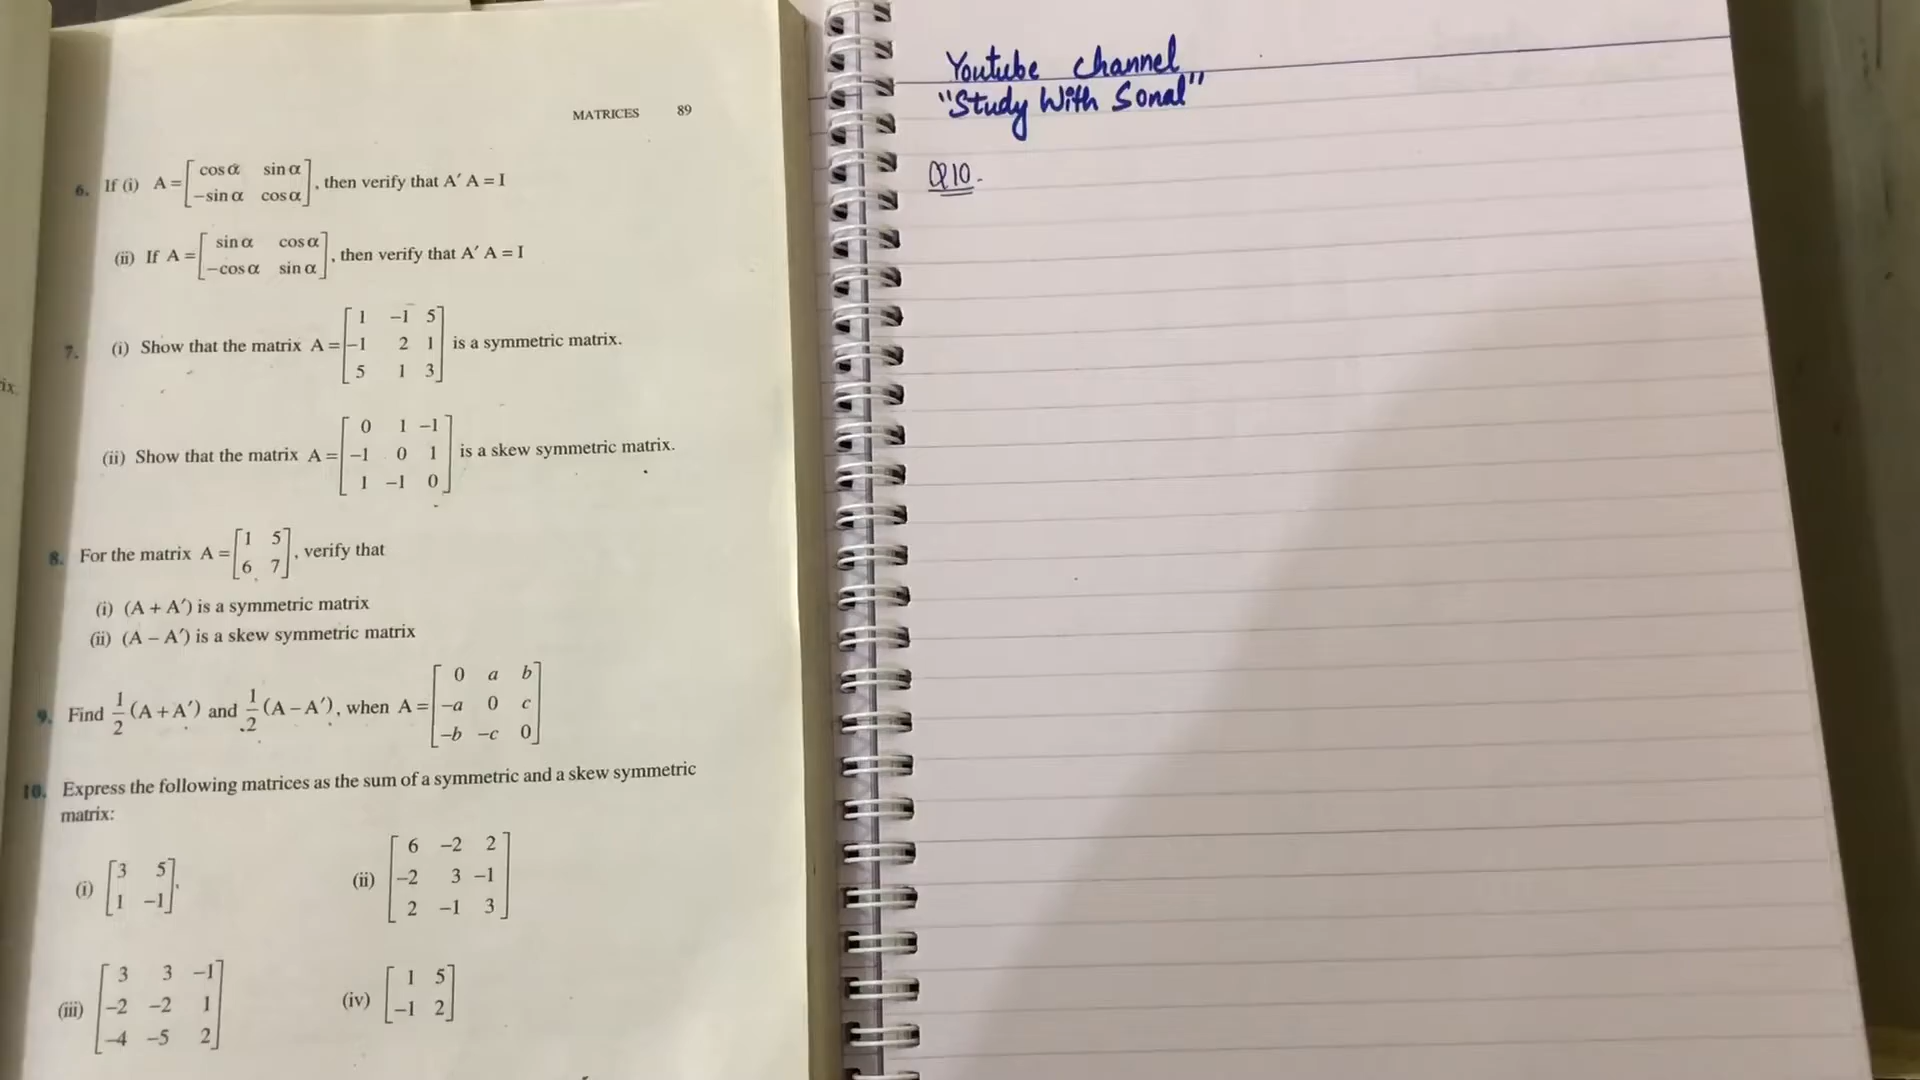 MATRICES 89
6. If (i) A = [cos α sin α; −sin α cos α], then verify that A′ A = I
(ii) If A = [sin α cos α; −cos α sin α], then verify that A′ A = I
7. (i) Show that the matrix A = [1 −1 5; −1 2 1; 5 1 3] is a symmetric matrix.
(ii) Show that the matrix A = [0 1 −1; −1 0 1; 1 −1 0] is a skew symmetric matrix.
8. For the matrix A = [1 5; 6 7], verify that
(i) (A + A′) is a symmetric matrix
(ii) (A − A′) is a skew symmetric matrix
9. Find 1/2 (A + A′) and 1/2 (A − A′), when A = [0 a b; −a 0 c; −b −c 0]
10. Express the following matrices as the sum of a symmetric and a skew symmetric
matrix:
(i) [3 5; 1 −1] (ii) [6 −2 2; −2 3 −1; 2 −1 3]
(iii) [3 3 −1; −2 −2 1; −4 −5 2] (iv) [1 5; −1 2]
ix.
Youtube channel
"Study With Sonal"
Q10.